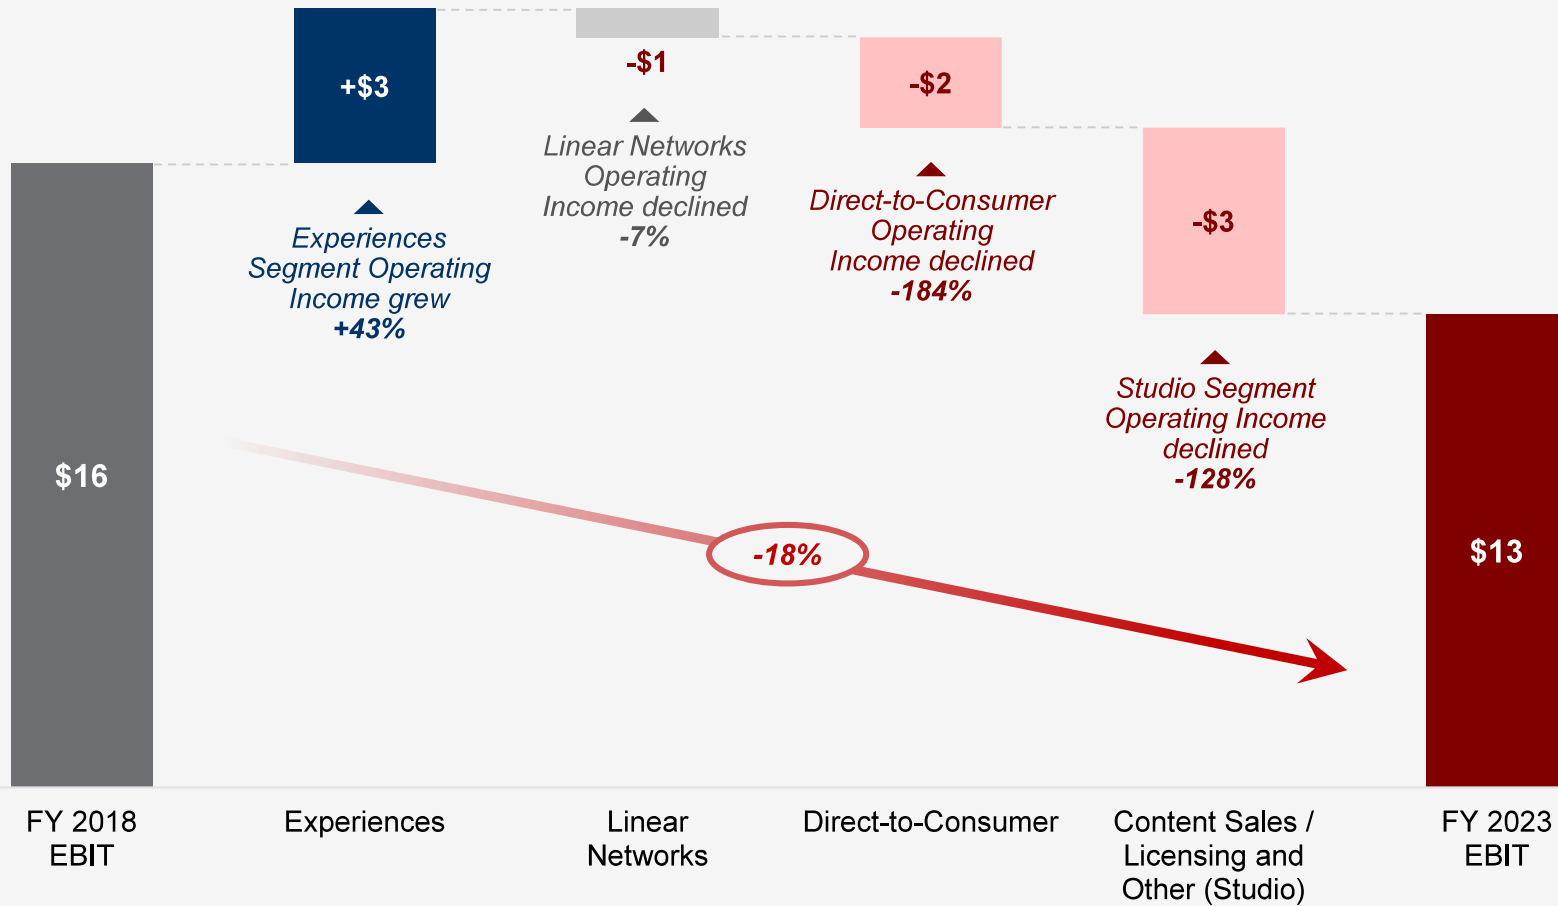 +$3
-$1
-$2
-$3
Experiences
Segment Operating
Income grew
+43%
Linear Networks
Operating
Income declined
-7%
Direct-to-Consumer
Operating
Income declined
-184%
Studio Segment
Operating Income
declined
-128%
$16
-18%
$13
FY 2018
EBIT
Experiences
Linear
Networks
Direct-to-Consumer
Content Sales /
Licensing and
Other (Studio)
FY 2023
EBIT